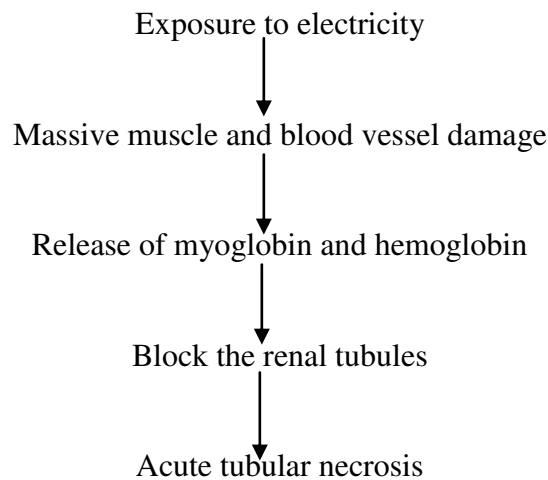 Exposure to electricity
Massive muscle and blood vessel damage
Release of myoglobin and hemoglobin
Block the renal tubules
Acute tubular necrosis